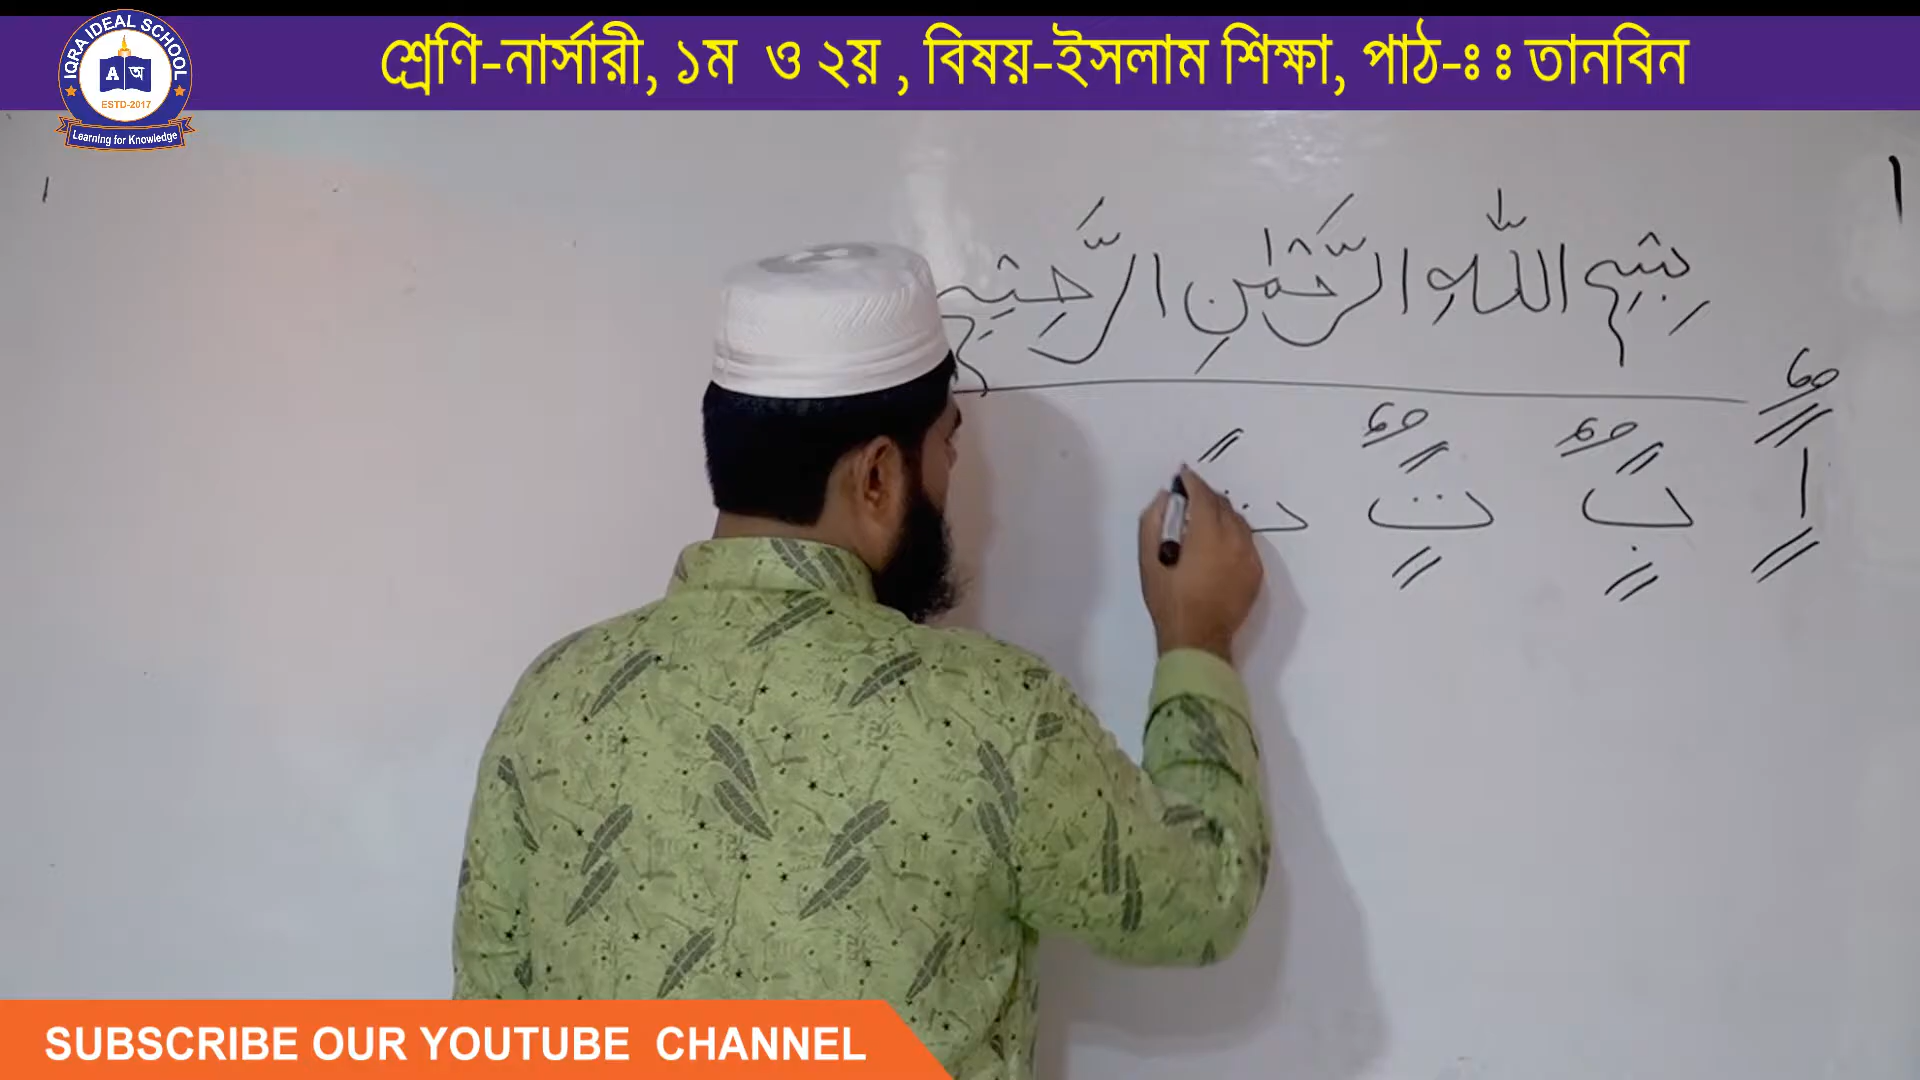 শ্রেণি-নার্সারী, ১ম ও ২য় , বিষয়-ইসলাম শিক্ষা, পাঠ-ঃ ঃ তানবিন
IQRA IDEAL SCHOOL
A অ
ESTD-2017
Learning for Knowledge
بِسْمِ اللّٰهِ الرَّحْمٰنِ الرَّحِيْمِ
ا ب ت
SUBSCRIBE OUR YOUTUBE CHANNEL